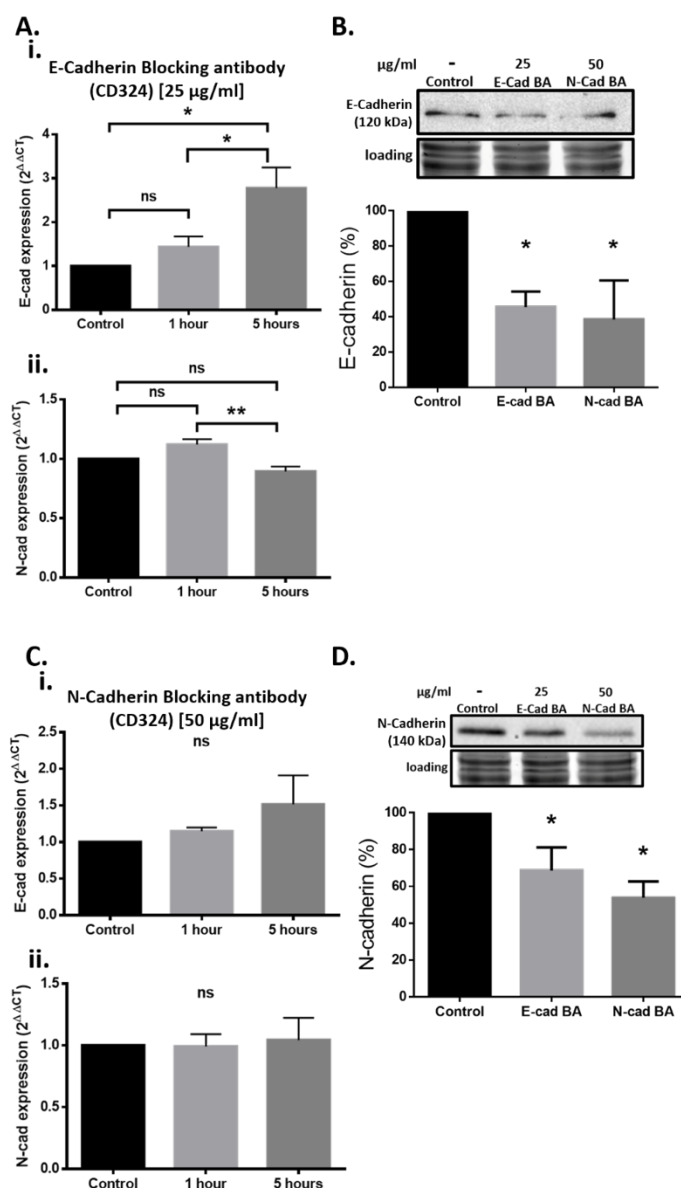 A.
i.
E-Cadherin Blocking antibody
(CD324) [25 µg/ml]
*
*
ns
E-cad expression (2^ΔΔCT)
4
3
2
1
0
Control 1 hour 5 hours
ii.
ns
ns
**
N-cad expression (2^ΔΔCT)
1.5
1.0
0.5
0.0
Control 1 hour 5 hours
B.
µg/ml - 25 50
Control E-Cad BA N-Cad BA
E-Cadherin
(120 kDa)
loading
E-cadherin (%)
100
80
60
40
20
0
* *
Control E-cad BA N-cad BA
C.
i.
N-Cadherin Blocking antibody
(CD324) [50 µg/ml]
ns
E-cad expression (2^ΔΔCT)
2.5
2.0
1.5
1.0
0.5
0.0
Control 1 hour 5 hours
ii.
ns
N-cad expression (2^ΔΔCT)
1.5
1.0
0.5
0.0
Control 1 hour 5 hours
D.
µg/ml - 25 50
Control E-Cad BA N-Cad BA
N-Cadherin
(140 kDa)
loading
N-cadherin (%)
100
80
60
40
20
0
* *
Control E-cad BA N-cad BA